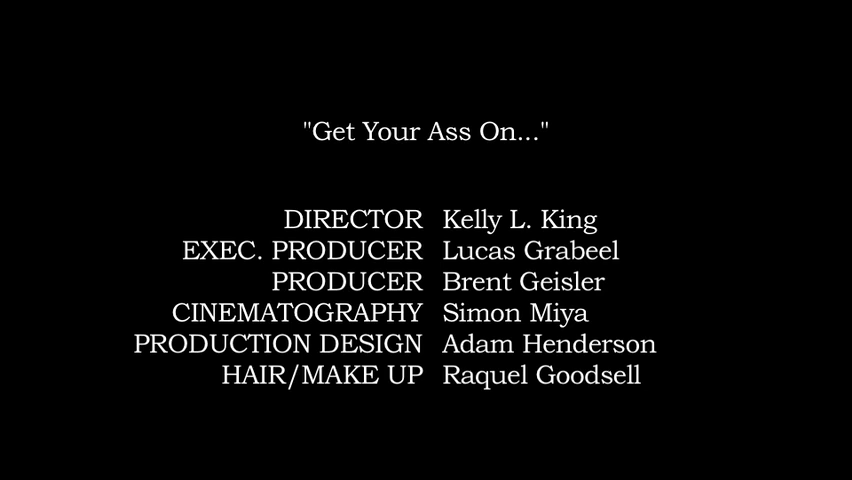 "Get Your Ass On..."
DIRECTOR Kelly L. King
EXEC. PRODUCER Lucas Grabeel
PRODUCER Brent Geisler
CINEMATOGRAPHY Simon Miya
PRODUCTION DESIGN Adam Henderson
HAIR/MAKE UP Raquel Goodsell